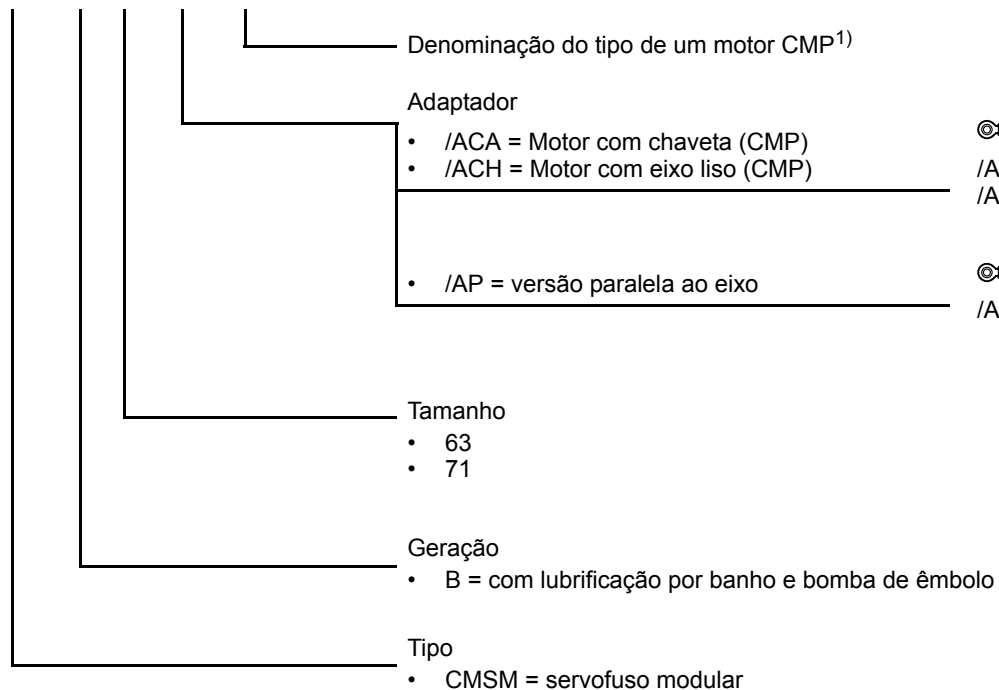 Denominação do tipo de um motor CMP1)
Adaptador
• /ACA = Motor com chaveta (CMP)
• /ACH = Motor com eixo liso (CMP)
/A
/A
• /AP = versão paralela ao eixo
/A
Tamanho
• 63
• 71
Geração
• B = com lubrificação por banho e bomba de êmbolo
Tipo
• CMSM = servofuso modular